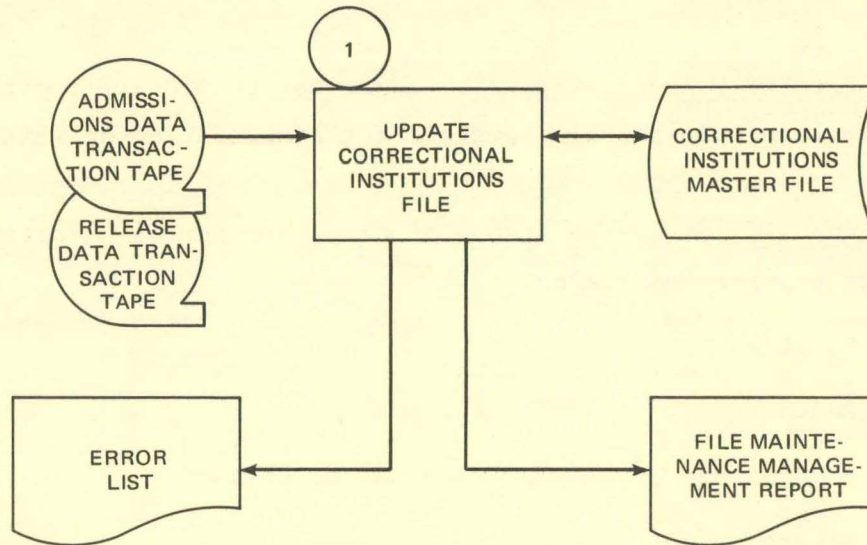 1
ADMISSI-
ONS DATA
TRANSAC-
TION TAPE
RELEASE
DATA TRAN-
SACTION
TAPE
UPDATE
CORRECTIONAL
INSTITUTIONS
FILE
CORRECTIONAL
INSTITUTIONS
MASTER FILE
ERROR
LIST
FILE MAINTE-
NANCE MANAGE-
MENT REPORT